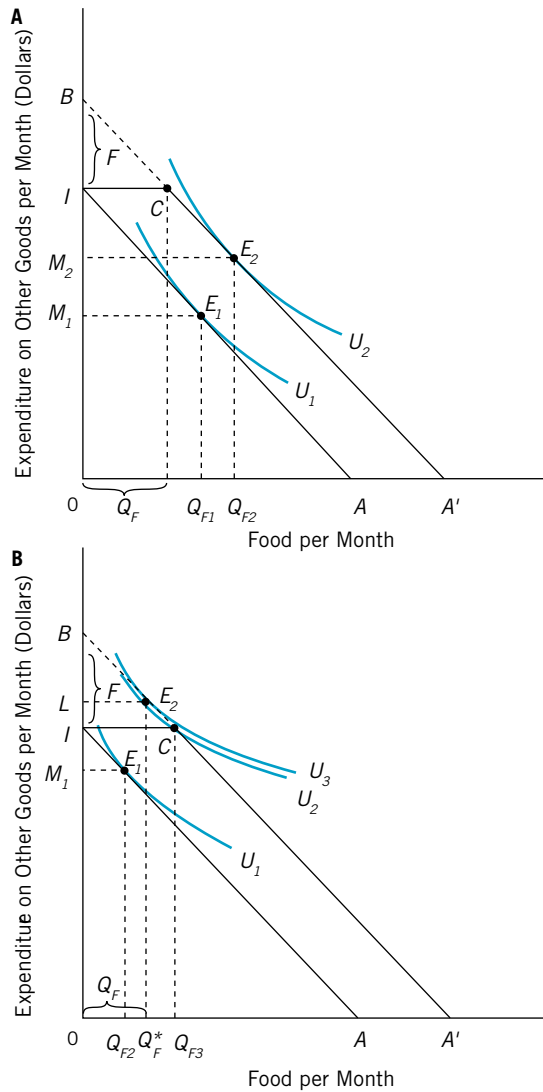 A
Expenditure on Other Goods per Month (Dollars)
B
F
I
C
M2
E2
M1
E1
U2
U1
0
QF
QF1
QF2
A
A'
Food per Month
B
Expenditue on Other Goods per Month (Dollars)
B
F
L
E2
I
C
M1
E1
U3
U2
U1
QF
0
QF2
Q*F
QF3
A
A'
Food per Month